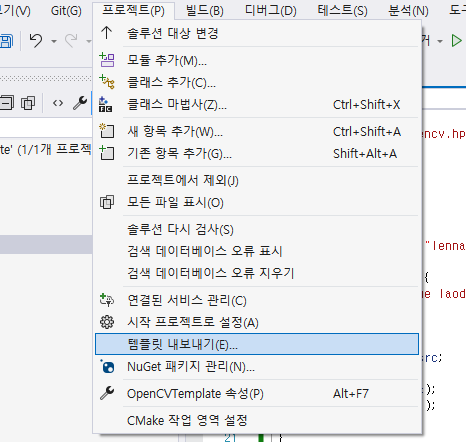 보기(V) Git(G) 프로젝트(P) 빌드(B) 디버그(D) 테스트(S) 분석(N)
솔루션 대상 변경
모듈 추가(M)...
클래스 추가(C)...
클래스 마법사(Z)... Ctrl+Shift+X
새 항목 추가(W)... Ctrl+Shift+A
기존 항목 추가(G)... Shift+Alt+A
프로젝트에서 제외(J)
모든 파일 표시(O)
솔루션 다시 검사(S)
검색 데이터베이스 오류 표시
검색 데이터베이스 오류 지우기
연결된 서비스 관리(C)
시작 프로젝트로 설정(A)
템플릿 내보내기(E)...
NuGet 패키지 관리(N)...
OpenCVTemplate 속성(P) Alt+F7
CMake 작업 영역 설정
거
te' (1/1개 프로젝트
encv.hp
"lenna
{
ue laod
src;
);
);
21 }